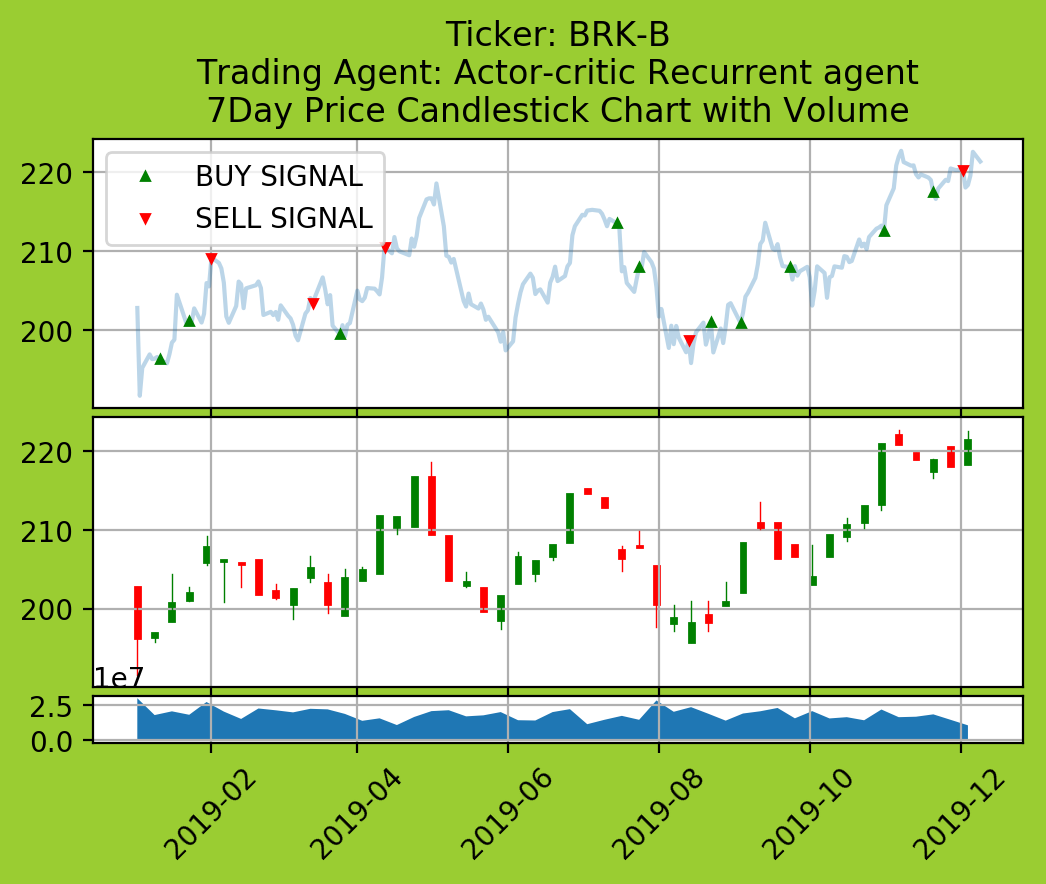 Ticker: BRK-B
Trading Agent: Actor-critic Recurrent agent
7Day Price Candlestick Chart with Volume
BUY SIGNAL
SELL SIGNAL
220
210
200
220
210
200
1e7
2.5
0.0
2019-02
2019-04
2019-06
2019-08
2019-10
2019-12